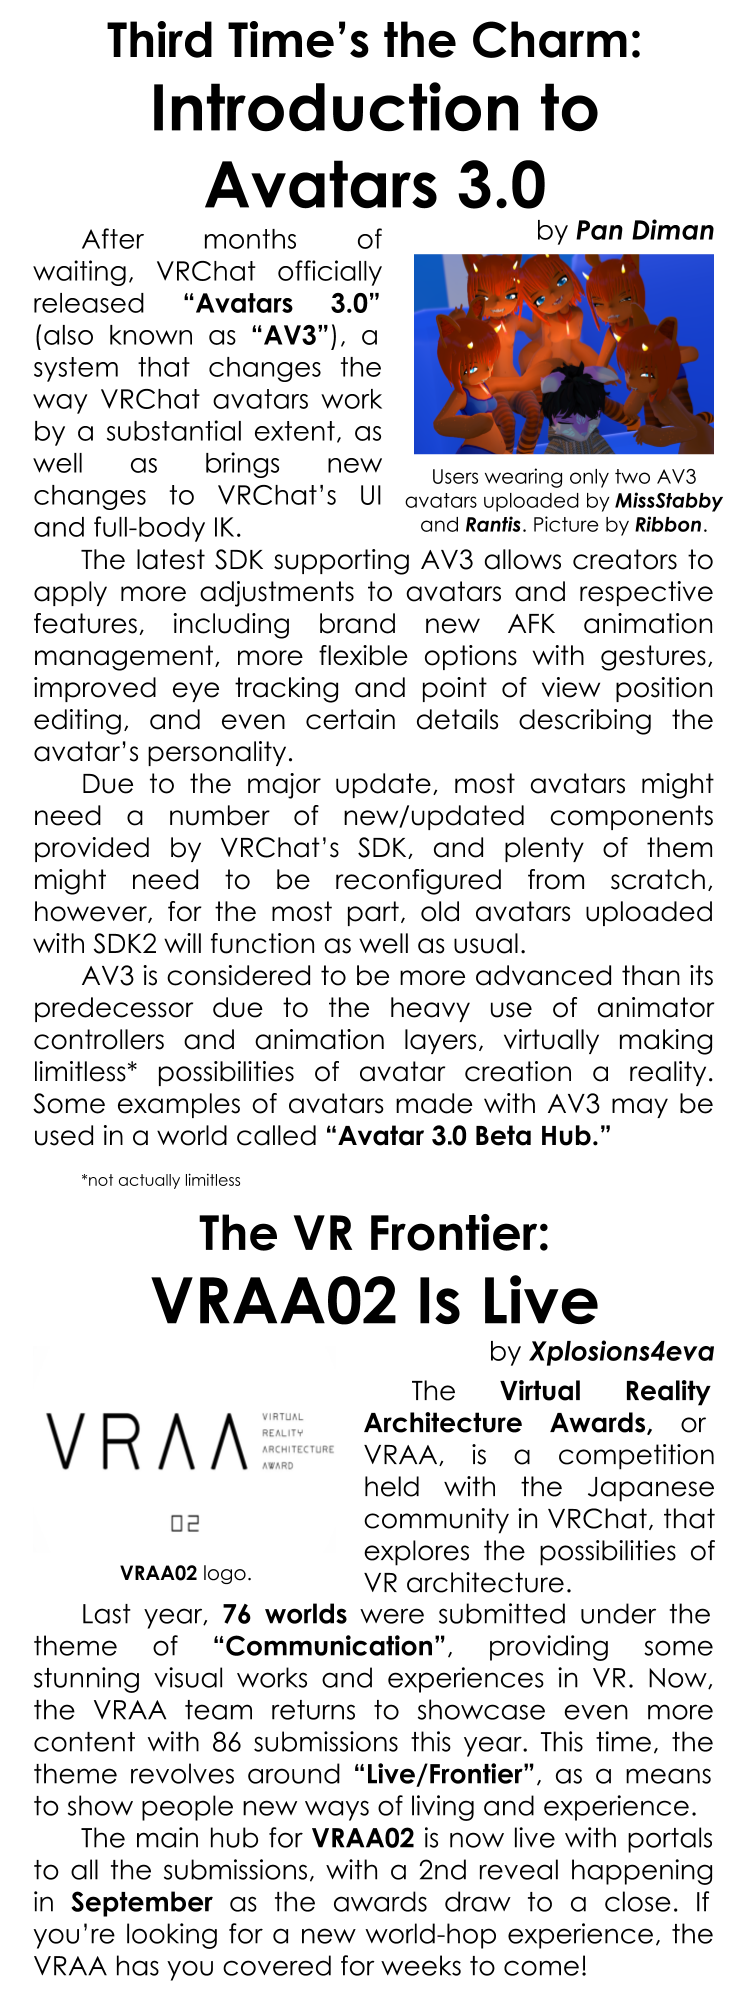 Third Time’s the Charm:
Introduction to
Avatars 3.0
by Pan Diman
After months of
waiting, VRChat officially
released “Avatars 3.0”
(also known as “AV3”), a
system that changes the
way VRChat avatars work
by a substantial extent, as
well as brings new
changes to VRChat’s UI
and full-body IK.
Users wearing only two AV3
avatars uploaded by MissStabby
and Rantis. Picture by Ribbon.
The latest SDK supporting AV3 allows creators to
apply more adjustments to avatars and respective
features, including brand new AFK animation
management, more flexible options with gestures,
improved eye tracking and point of view position
editing, and even certain details describing the
avatar’s personality.
Due to the major update, most avatars might
need a number of new/updated components
provided by VRChat’s SDK, and plenty of them
might need to be reconfigured from scratch,
however, for the most part, old avatars uploaded
with SDK2 will function as well as usual.
AV3 is considered to be more advanced than its
predecessor due to the heavy use of animator
controllers and animation layers, virtually making
limitless* possibilities of avatar creation a reality.
Some examples of avatars made with AV3 may be
used in a world called “Avatar 3.0 Beta Hub.”
*not actually limitless
The VR Frontier:
VRAA02 Is Live
by Xplosions4eva
VRAA
VIRTUAL
REALITY
ARCHITECTURE
AWARD
02
VRAA02 logo.
The Virtual Reality
Architecture Awards, or
VRAA, is a competition
held with the Japanese
community in VRChat, that
explores the possibilities of
VR architecture.
Last year, 76 worlds were submitted under the
theme of “Communication”, providing some
stunning visual works and experiences in VR. Now,
the VRAA team returns to showcase even more
content with 86 submissions this year. This time, the
theme revolves around “Live/Frontier”, as a means
to show people new ways of living and experience.
The main hub for VRAA02 is now live with portals
to all the submissions, with a 2nd reveal happening
in September as the awards draw to a close. If
you’re looking for a new world-hop experience, the
VRAA has you covered for weeks to come!